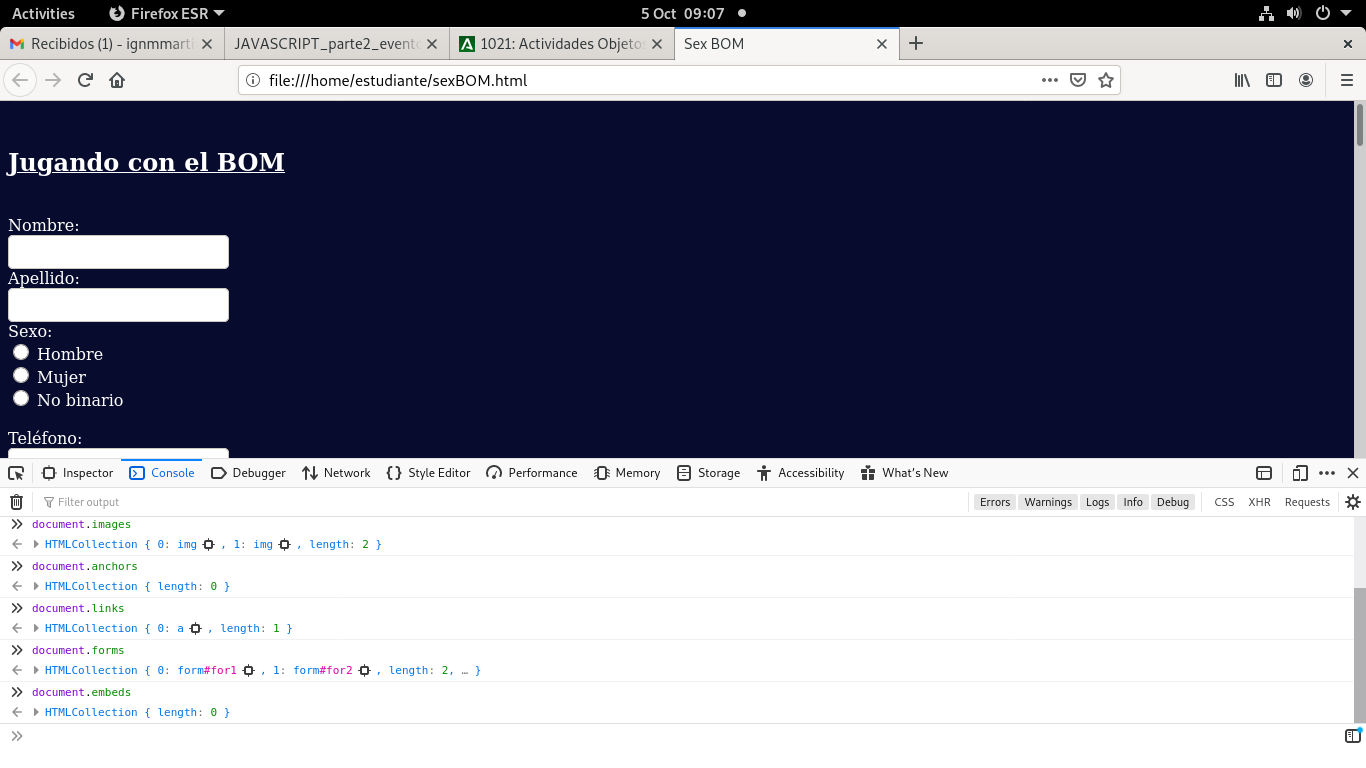 Activities Firefox ESR 5 Oct 09:07
Recibidos (1) - ignmmarti JAVASCRIPT_parte2_evento 1021: Actividades Objetos Sex BOM
file:///home/estudiante/sexBOM.html
Jugando con el BOM
Nombre:
Apellido:
Sexo:
Hombre
Mujer
No binario
Teléfono:
Inspector Console Debugger Network Style Editor Performance Memory Storage Accessibility What's New
Filter output Errors Warnings Logs Info Debug CSS XHR Requests
document.images
HTMLCollection { 0: img , 1: img , length: 2 }
document.anchors
HTMLCollection { length: 0 }
document.links
HTMLCollection { 0: a , length: 1 }
document.forms
HTMLCollection { 0: form#for1 , 1: form#for2 , length: 2, … }
document.embeds
HTMLCollection { length: 0 }